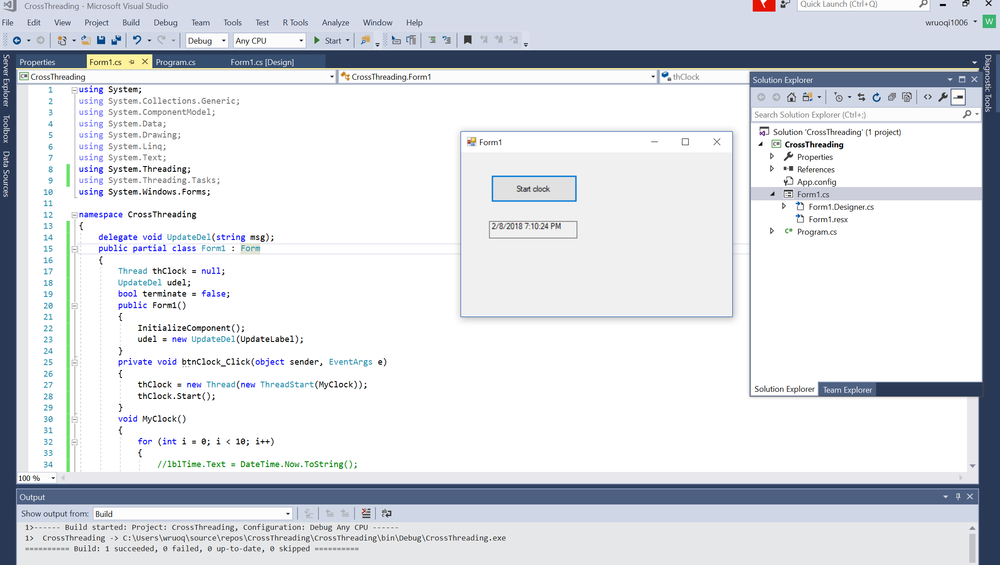 CrossThreading - Microsoft Visual Studio
Quick Launch (Ctrl+Q)
File Edit View Project Build Debug Team Tools Test R Tools Analyze Window Help
wruoqi1006 W
Debug Any CPU Start
Server Explorer
Toolbox
Data Sources
Properties Form1.cs Program.cs Form1.cs [Design]
C# CrossThreading CrossThreading.Form1 thClock
1 using System;
2 using System.Collections.Generic;
3 using System.ComponentModel;
4 using System.Data;
5 using System.Drawing;
6 using System.Linq;
7 using System.Text;
8 using System.Threading;
9 using System.Threading.Tasks;
10 using System.Windows.Forms;
11
12 namespace CrossThreading
13 {
14 delegate void UpdateDel(string msg);
15 public partial class Form1 : Form
16 {
17 Thread thClock = null;
18 UpdateDel udel;
19 bool terminate = false;
20 public Form1()
21 {
22 InitializeComponent();
23 udel = new UpdateDel(UpdateLabel);
24 }
25 private void btnClock_Click(object sender, EventArgs e)
26 {
27 thClock = new Thread(new ThreadStart(MyClock));
28 thClock.Start();
29 }
30 void MyClock()
31 {
32 for (int i = 0; i < 10; i++)
33 {
34 //lblTime.Text = DateTime.Now.ToString();
100 %
Form1
Start clock
2/8/2018 7:10:24 PM
Solution Explorer
Search Solution Explorer (Ctrl+;)
Solution 'CrossThreading' (1 project)
C# CrossThreading
Properties
References
App.config
Form1.cs
Form1.Designer.cs
Form1.resx
C# Program.cs
Solution Explorer Team Explorer
Diagnostic Tools
Output
Show output from: Build
1>------ Build started: Project: CrossThreading, Configuration: Debug Any CPU ------
1>  CrossThreading -> C:\Users\wruoq\source\repos\CrossThreading\CrossThreading\bin\Debug\CrossThreading.exe
========== Build: 1 succeeded, 0 failed, 0 up-to-date, 0 skipped ==========